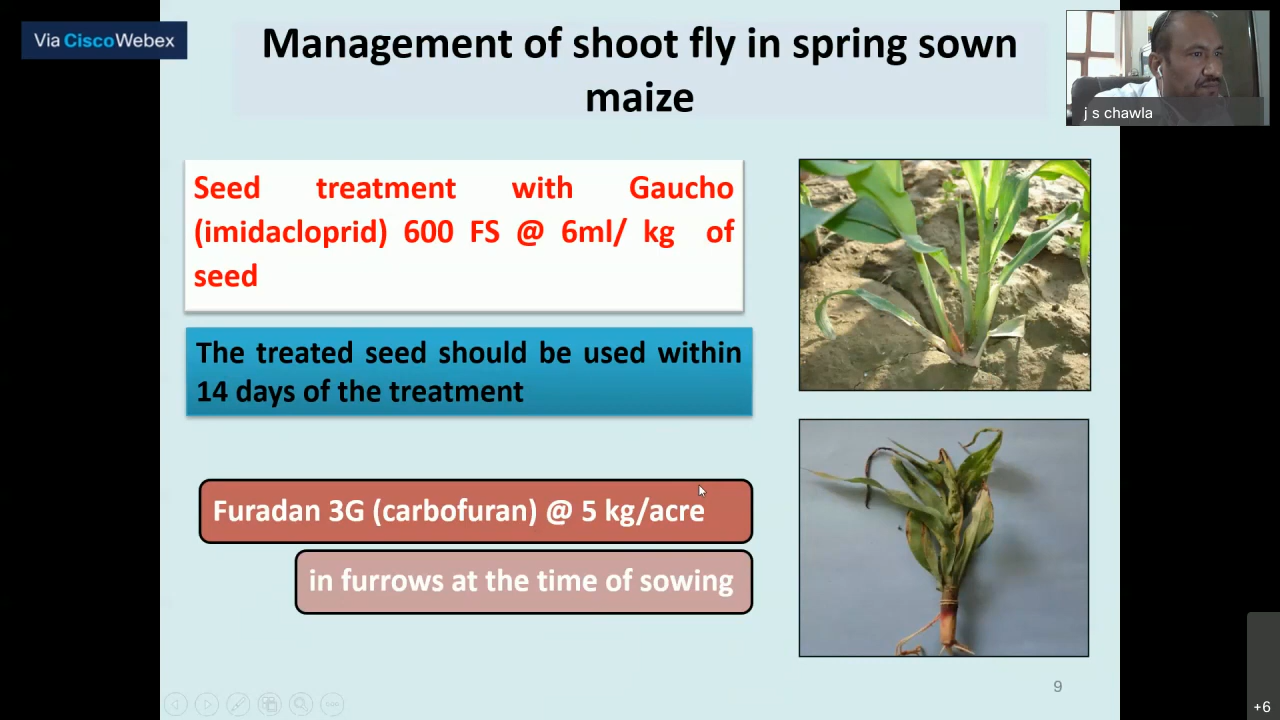 Via Cisco Webex
Management of shoot fly in spring sown
maize
j s chawla
Seed treatment with Gaucho
(imidacloprid) 600 FS @ 6ml/ kg of
seed
The treated seed should be used within
14 days of the treatment
Furadan 3G (carbofuran) @ 5 kg/acre
in furrows at the time of sowing
9
+6